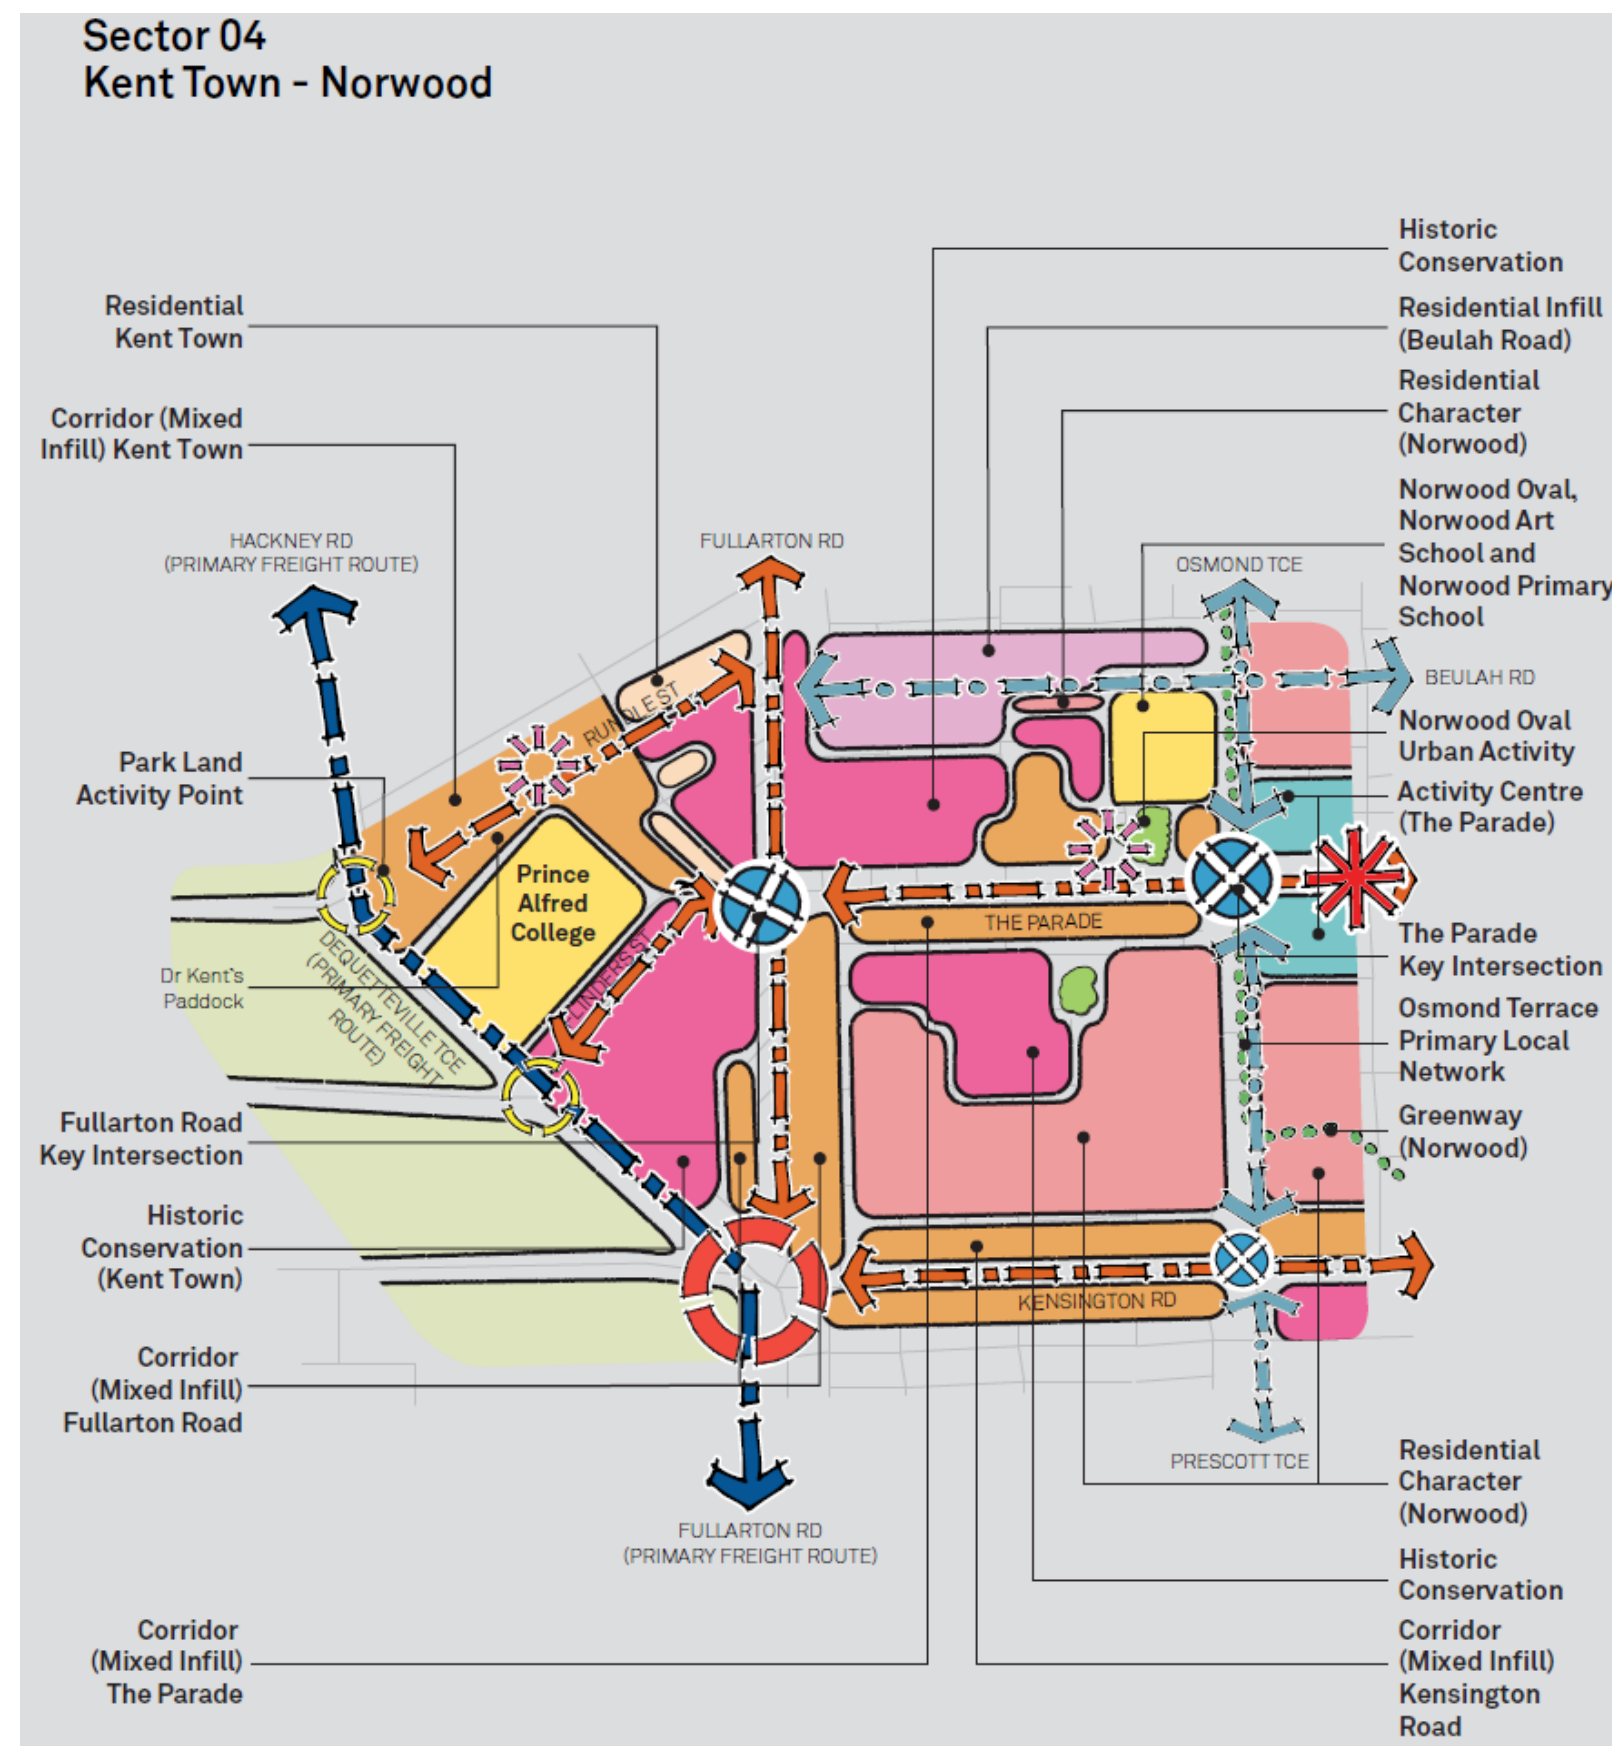 Sector 04
Kent Town - Norwood
Historic
Conservation
Residential Infill
(Beulah Road)
Residential
Character
(Norwood)
Norwood Oval,
Norwood Art
School and
Norwood Primary
School
Residential
Kent Town
Corridor (Mixed
Infill) Kent Town
HACKNEY RD
(PRIMARY FREIGHT ROUTE)
FULLARTON RD
OSMOND TCE
BEULAH RD
RUNDLE ST
Norwood Oval
Urban Activity
Park Land
Activity Point
Activity Centre
(The Parade)
Prince
Alfred
College
THE PARADE
The Parade
Key Intersection
Dr Kent's
Paddock
DEQUETTEVILLE TCE
(PRIMARY FREIGHT
ROUTE)
FLINDERS ST
Osmond Terrace
Primary Local
Network
Greenway
(Norwood)
Fullarton Road
Key Intersection
Historic
Conservation
(Kent Town)
KENSINGTON RD
Corridor
(Mixed Infill)
Fullarton Road
PRESCOTT TCE
Residential
Character
(Norwood)
FULLARTON RD
(PRIMARY FREIGHT ROUTE)
Historic
Conservation
Corridor
(Mixed Infill)
The Parade
Corridor
(Mixed Infill)
Kensington
Road